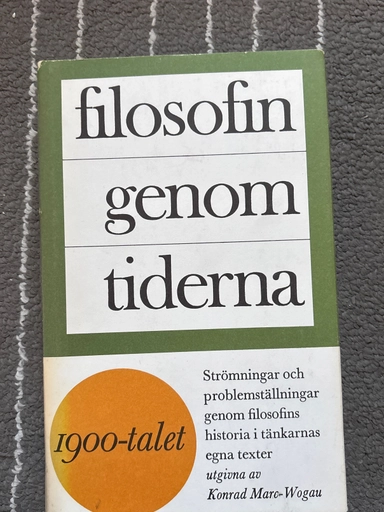 filosofin
genom
tiderna
1900-talet
Strömningar och
problemställningar
genom filosofins
historia i tänkarnas
egna texter
utgivna av
Konrad Marc-Wogau